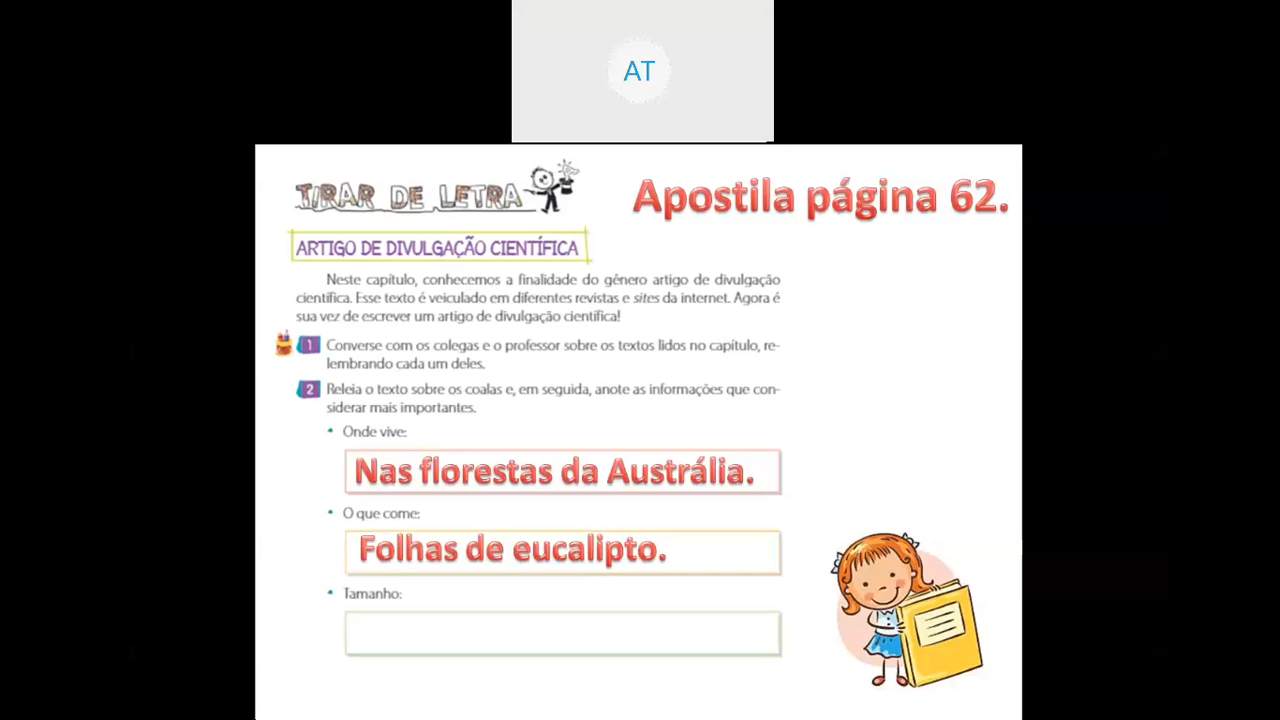 AT
TIRAR DE LETRA
Apostila página 62.
ARTIGO DE DIVULGAÇÃO CIENTÍFICA
Neste capítulo, conhecemos a finalidade do gênero artigo de divulgação
científica. Esse texto é veiculado em diferentes revistas e sites da internet. Agora é
sua vez de escrever um artigo de divulgação científica!
1 Converse com os colegas e o professor sobre os textos lidos no capítulo, re-
lembrando cada um deles.
2 Releia o texto sobre os coalas e, em seguida, anote as informações que con-
siderar mais importantes.
• Onde vive:
Nas florestas da Austrália.
• O que come:
Folhas de eucalipto.
• Tamanho: